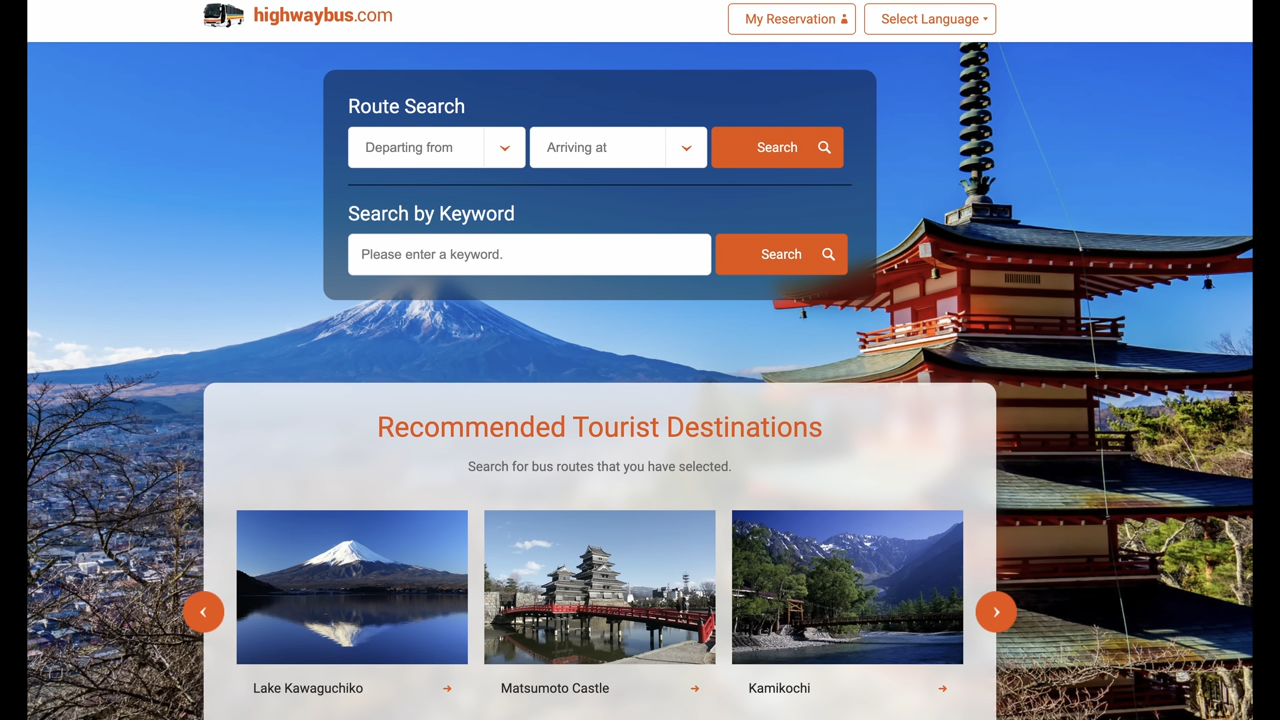 highwaybus.com
My Reservation
Select Language
Route Search
Departing from
Arriving at
Search
Search by Keyword
Please enter a keyword.
Search
Recommended Tourist Destinations
Search for bus routes that you have selected.
Lake Kawaguchiko
Matsumoto Castle
Kamikochi